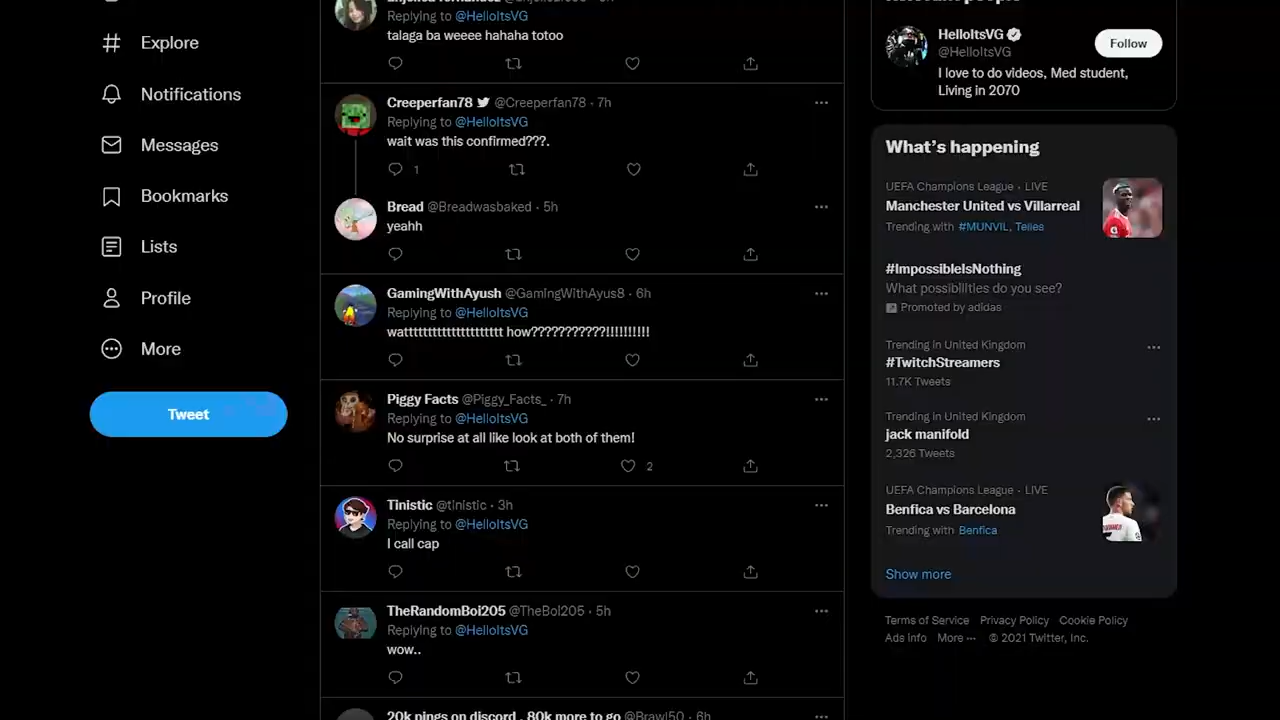 Explore
Notifications
Messages
Bookmarks
Lists
Profile
More
Tweet
Replying to @HelloItsVG
talaga ba weeee hahaha totoo
Creeperfan78 @Creeperfan78 · 7h
Replying to @HelloItsVG
wait was this confirmed???.
1
Bread @Breadwasbaked · 5h
yeahh
GamingWithAyush @GamingWithAyus8 · 6h
Replying to @HelloItsVG
wattttttttttttttttttttt how???????????!!!!!!!!!!
Piggy Facts @Piggy_Facts_ · 7h
Replying to @HelloItsVG
No surprise at all like look at both of them!
2
Tinistic @tinistic · 3h
Replying to @HelloItsVG
I call cap
TheRandomBoi205 @TheBoi205 · 5h
Replying to @HelloItsVG
wow..
20k pings on discord , 80k more to go @Brawl50 · 6h
HelloItsVG
@HelloItsVG
Follow
I love to do videos, Med student,
Living in 2070
What's happening
UEFA Champions League · LIVE
Manchester United vs Villarreal
Trending with #MUNVIL, Telles
#ImpossibleIsNothing
What possibilities do you see?
Promoted by adidas
Trending in United Kingdom
#TwitchStreamers
11.7K Tweets
Trending in United Kingdom
jack manifold
2,326 Tweets
UEFA Champions League · LIVE
Benfica vs Barcelona
Trending with Benfica
Show more
Terms of Service Privacy Policy Cookie Policy
Ads Info More ··· © 2021 Twitter, Inc.